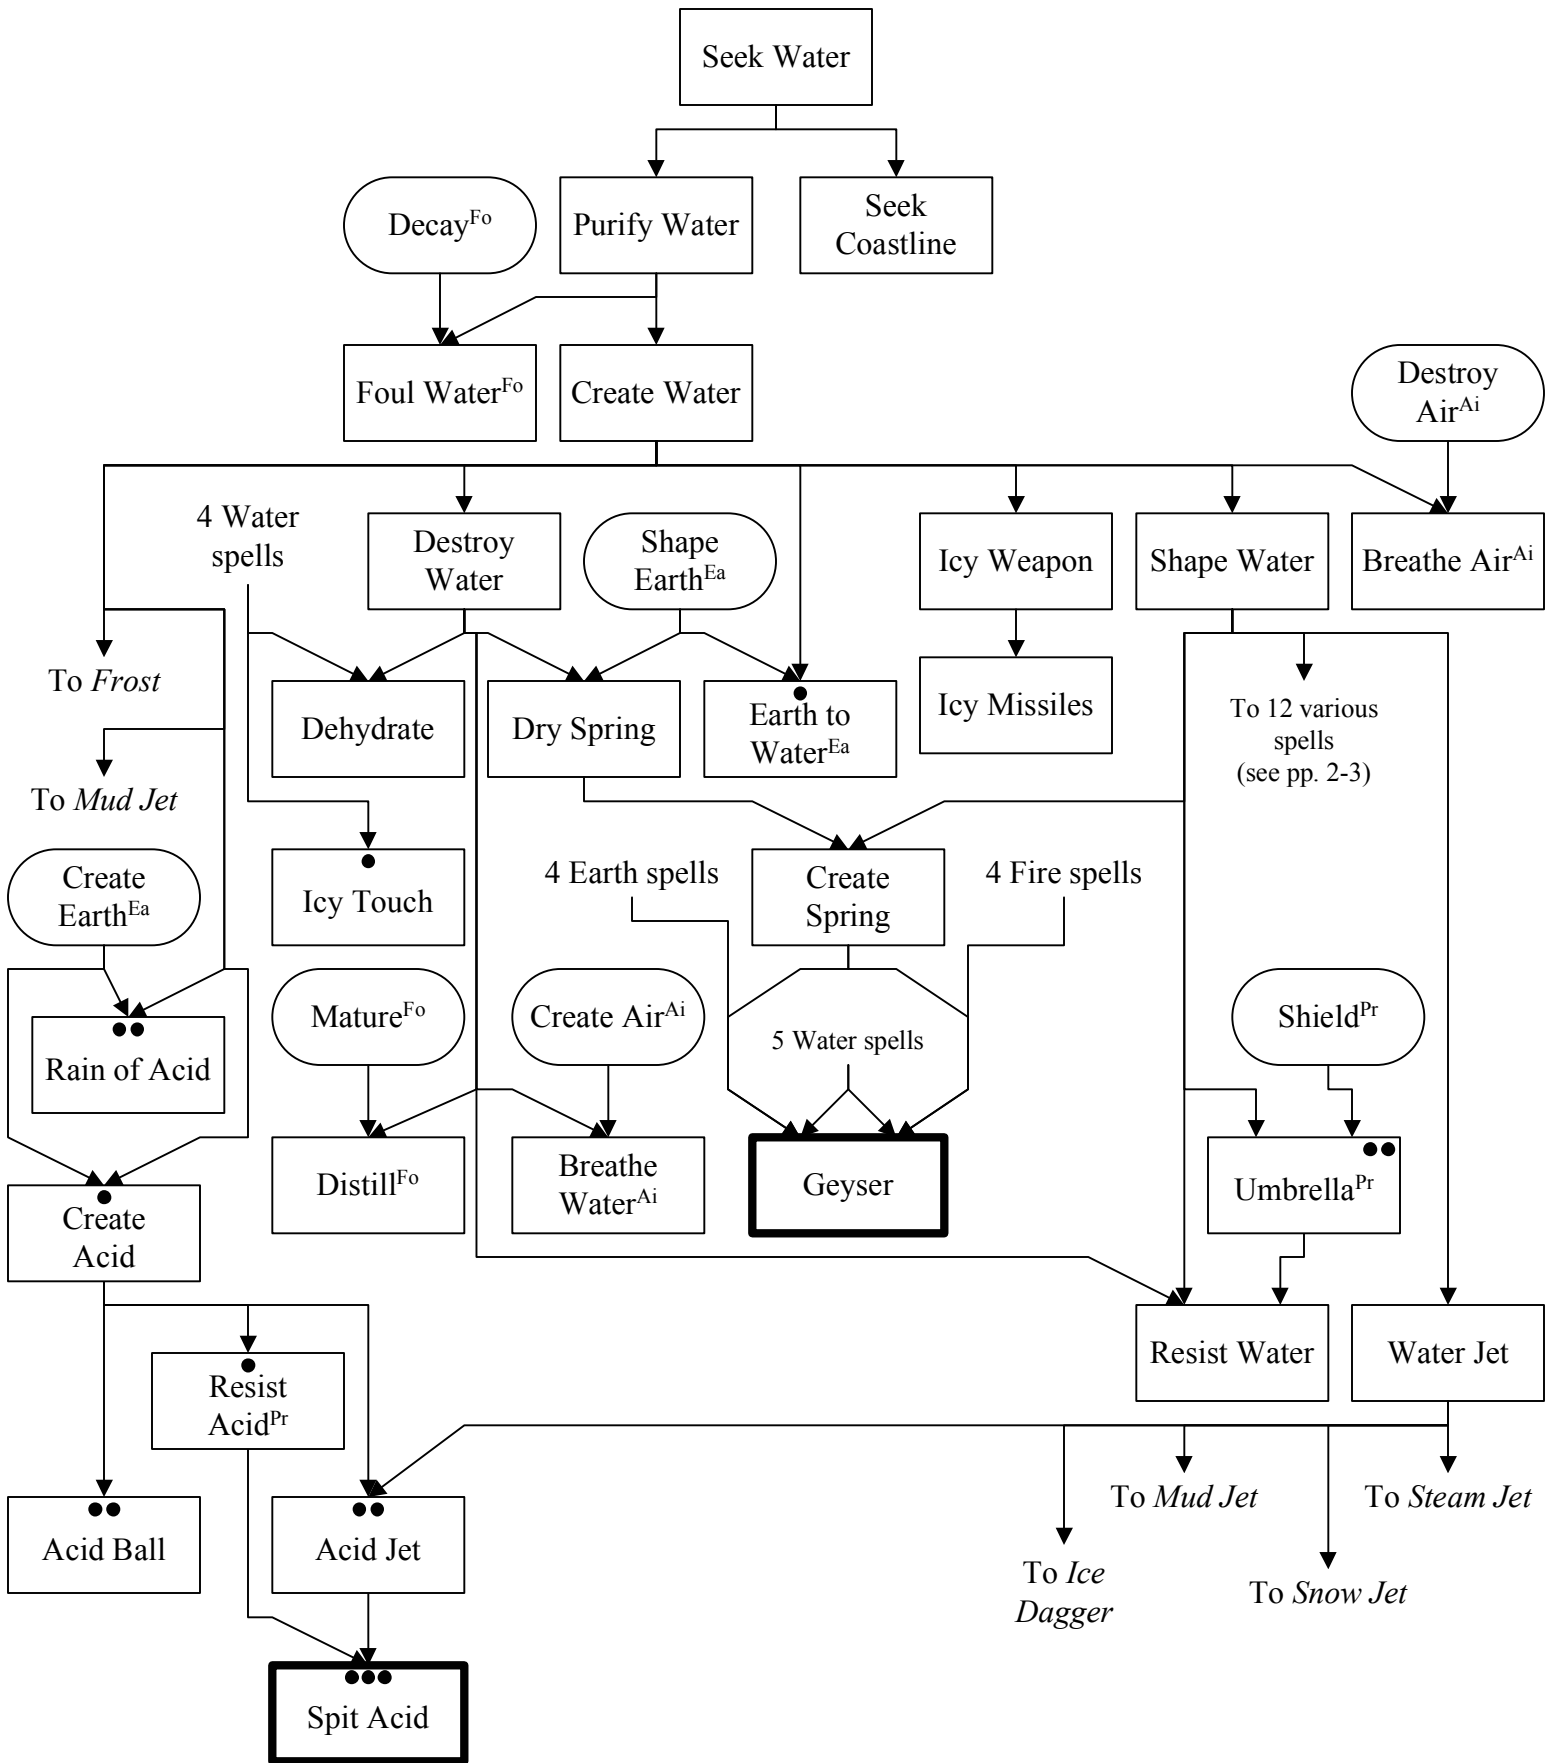 Seek Water
Decay^Fo
Purify Water
Seek
Coastline
Foul Water^Fo
Create Water
Destroy
Air^Ai
4 Water
spells
Destroy
Water
Shape
Earth^Ea
Icy Weapon
Shape Water
Breathe Air^Ai
To Frost
Dehydrate
Dry Spring
Earth to
Water^Ea
Icy Missiles
To 12 various
spells
(see pp. 2-3)
To Mud Jet
Create
Earth^Ea
Icy Touch
4 Earth spells
Create
Spring
4 Fire spells
Rain of Acid
Mature^Fo
Create Air^Ai
5 Water spells
Shield^Pr
Create
Acid
Distill^Fo
Breathe
Water^Ai
Geyser
Umbrella^Pr
Resist
Acid^Pr
Resist Water
Water Jet
Acid Ball
Acid Jet
To Mud Jet
To Steam Jet
To Ice
Dagger
To Snow Jet
Spit Acid